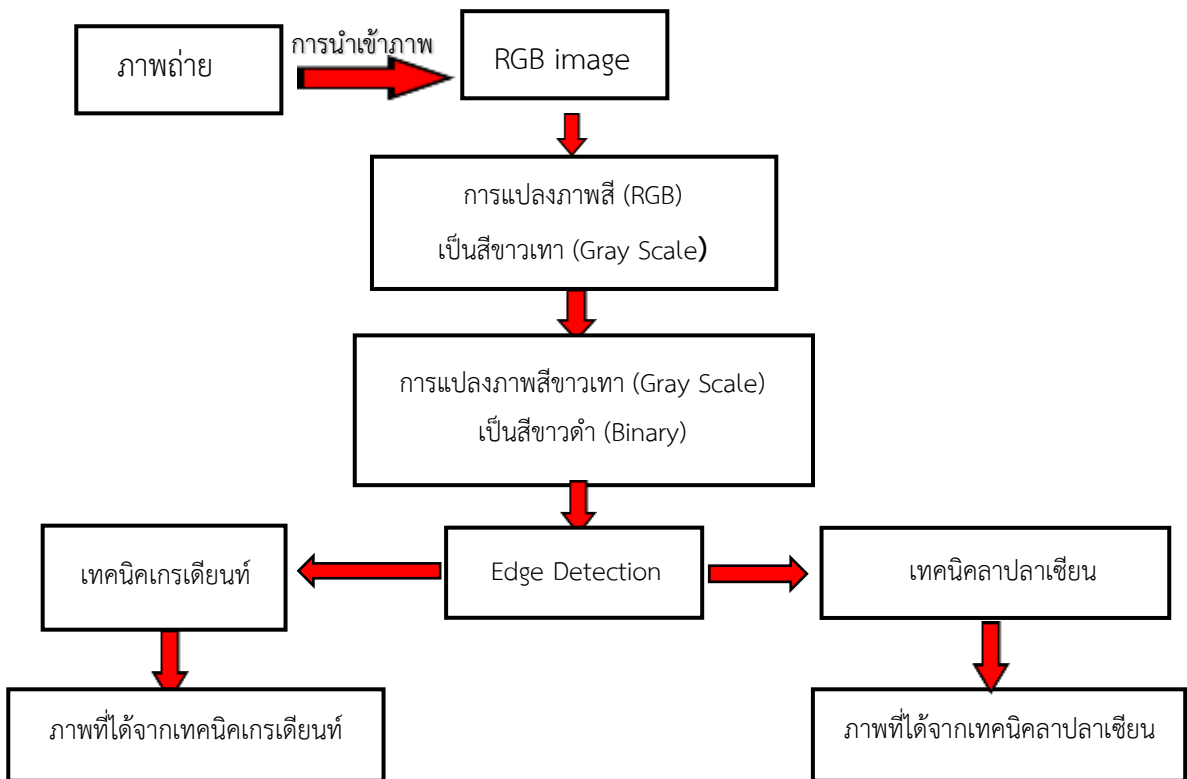 ภาพถ่าย
การนำเข้าภาพ
RGB image
การแปลงภาพสี (RGB)
เป็นสีขาวเทา (Gray Scale)
การแปลงภาพสีขาวเทา (Gray Scale)
เป็นสีขาวดำ (Binary)
เทคนิคเกรเดียนท์
Edge Detection
เทคนิคลาปลาเซียน
ภาพที่ได้จากเทคนิคเกรเดียนท์
ภาพที่ได้จากเทคนิคลาปลาเซียน